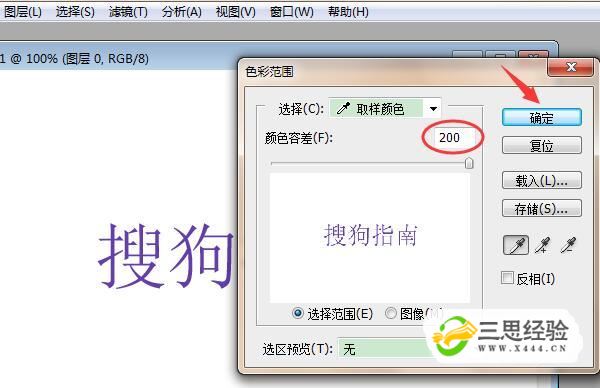 图层(L) 选择(S) 滤镜(T) 分析(A) 视图(V) 窗口(W) 帮助(H)
1 @ 100% (图层 0, RGB/8)
搜狗
色彩范围
选择(C): 取样颜色
颜色容差(F): 200
搜狗指南
选择范围(E) 图像(M)
选区预览(T): 无
确定
复位
载入(L)...
存储(S)...
反相(I)
三思经验
www.x444.cn